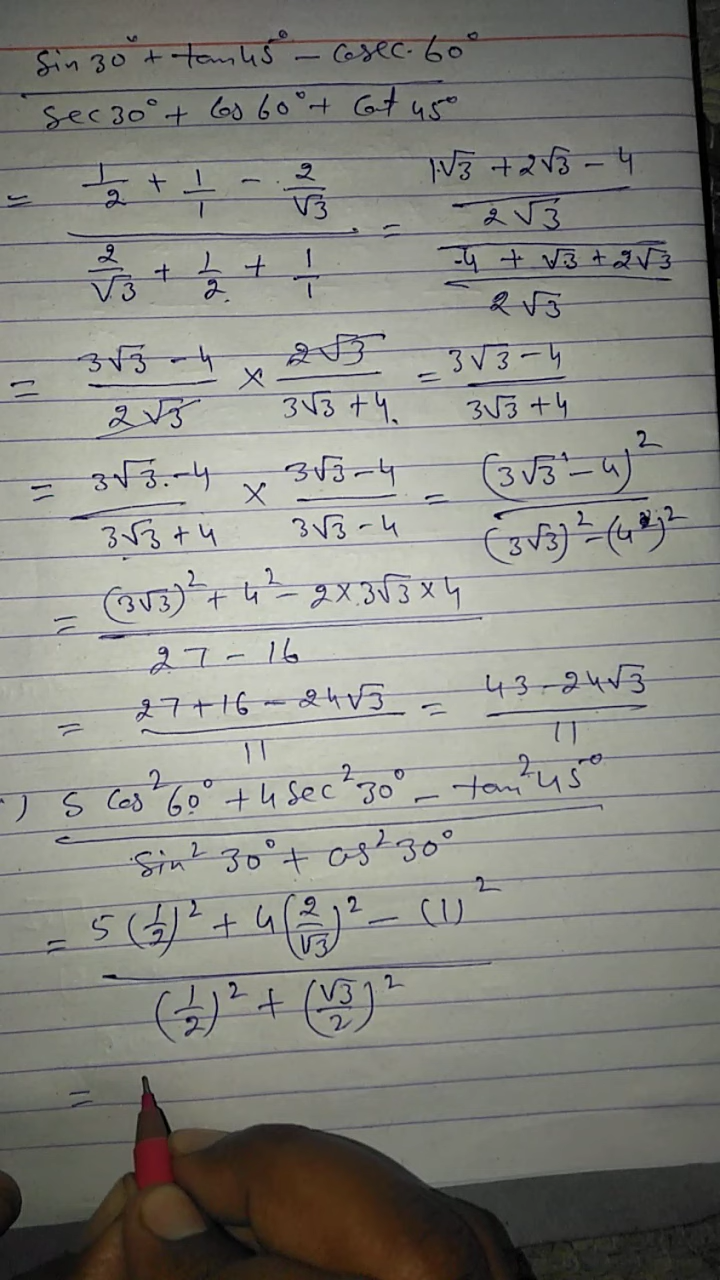 sin 30° + tan 45° - cosec. 60°
sec 30° + cos 60° + cot 45°
= 1/2 + 1/1 - 2/√3 = 1√3 + 2√3 - 4
2√3
2/√3 + 1/2 + 1/1 4 + √3 + 2√3
2√3
= 3√3 - 4 / 2√3 × 2√3 / 3√3 + 4 = 3√3 - 4 / 3√3 + 4
= 3√3 - 4 / 3√3 + 4 × 3√3 - 4 / 3√3 - 4 = (3√3 - 4)² / (3√3)² - (4)²
= (3√3)² + 4² - 2 × 3√3 × 4
27 - 16
= 27 + 16 - 24√3 / 11 = 43 - 24√3 / 11
) 5 cos² 60° + 4 sec² 30° - tan² 45°
sin² 30° + cos² 30°
= 5 (1/2)² + 4 (2/√3)² - (1)²
(1/2)² + (√3/2)²
=